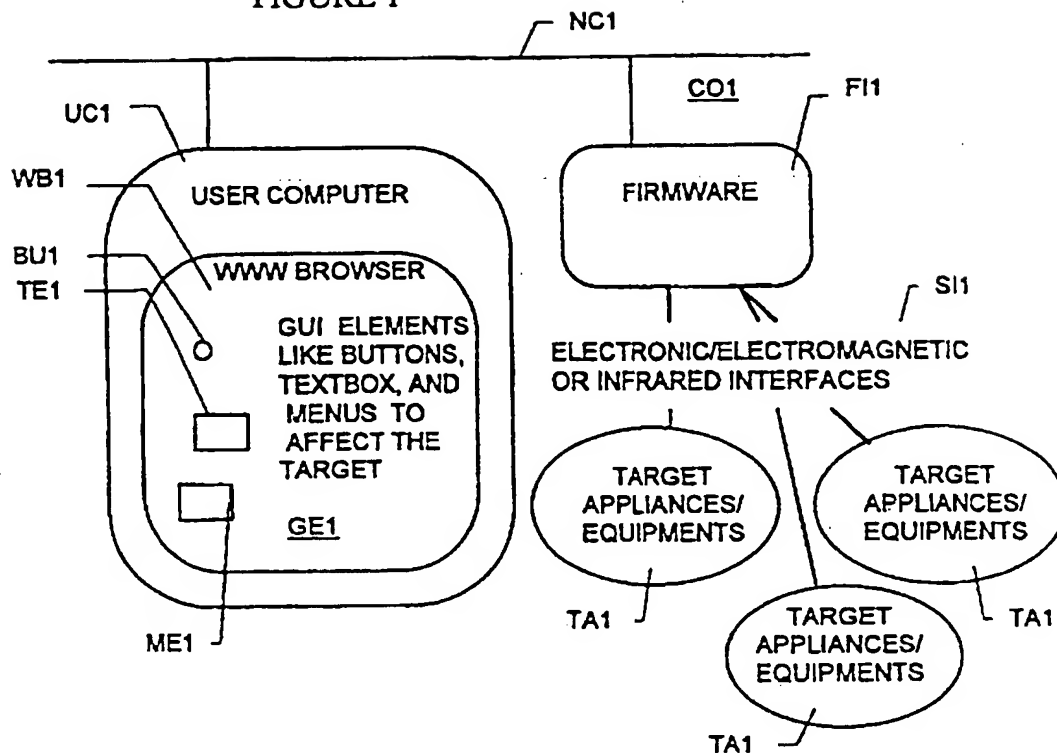 FIGURE 1
NC1
CO1
FI1
UC1
WB1
USER COMPUTER
FIRMWARE
BU1
TE1
WWW BROWSER
SI1
GUI ELEMENTS
LIKE BUTTONS,
TEXTBOX, AND
MENUS TO
AFFECT THE
TARGET
GE1
ME1
ELECTRONIC/ELECTROMAGNETIC
OR INFRARED INTERFACES
TARGET
APPLIANCES/
EQUIPMENTS
TARGET
APPLIANCES/
EQUIPMENTS
TA1
TA1
TARGET
APPLIANCES/
EQUIPMENTS
TA1